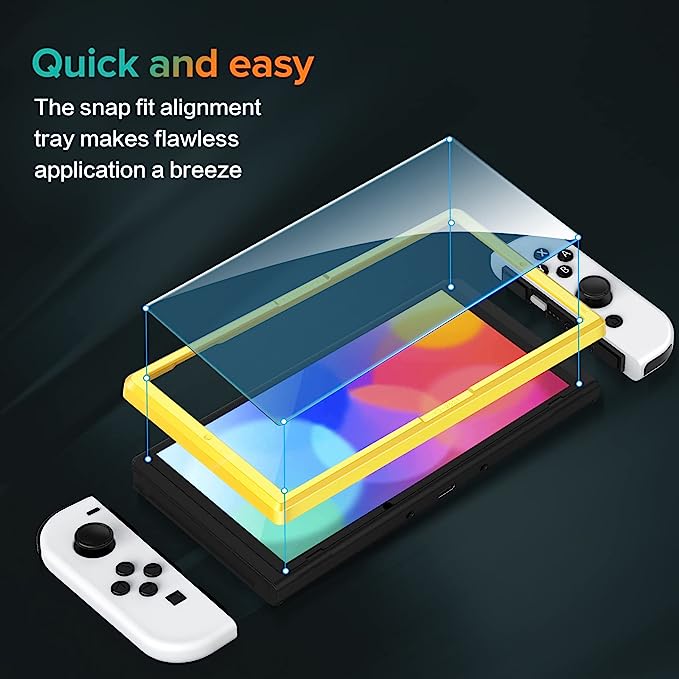 Quick and easy
The snap fit alignment
tray makes flawless
application a breeze
X
A
B